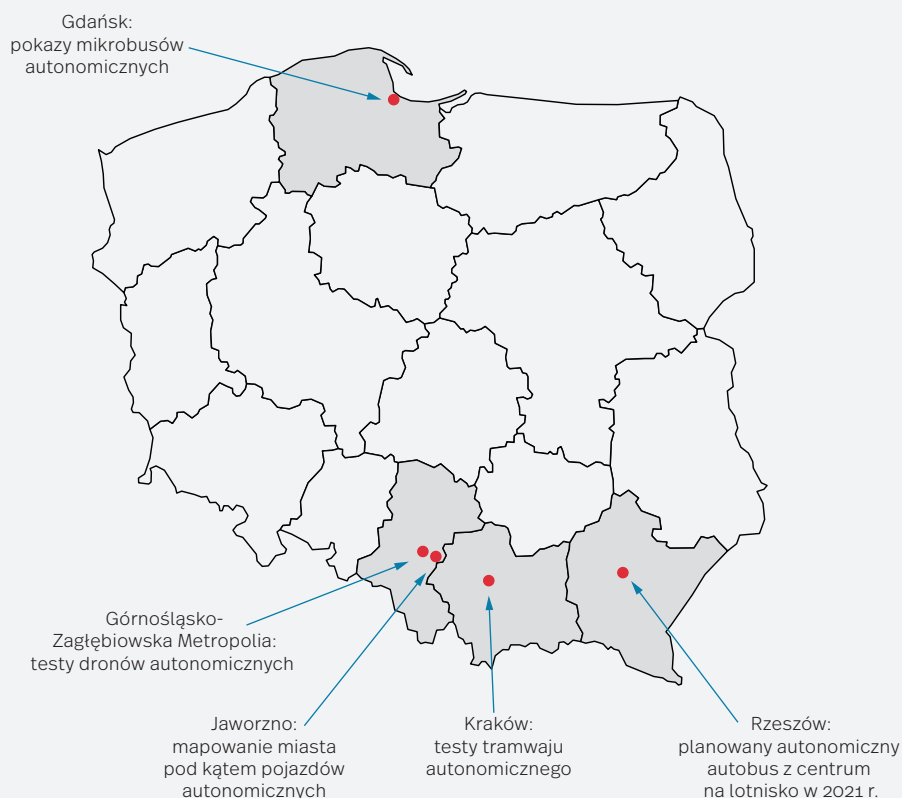 Gdańsk:
pokazy mikrobusów
autonomicznych
Górnośląsko-
Zagłębiowska Metropolia:
testy dronów autonomicznych
Jaworzno:
mapowanie miasta
pod kątem pojazdów
autonomicznych
Kraków:
testy tramwaju
autonomicznego
Rzeszów:
planowany autonomiczny
autobus z centrum
na lotnisko w 2021 r.